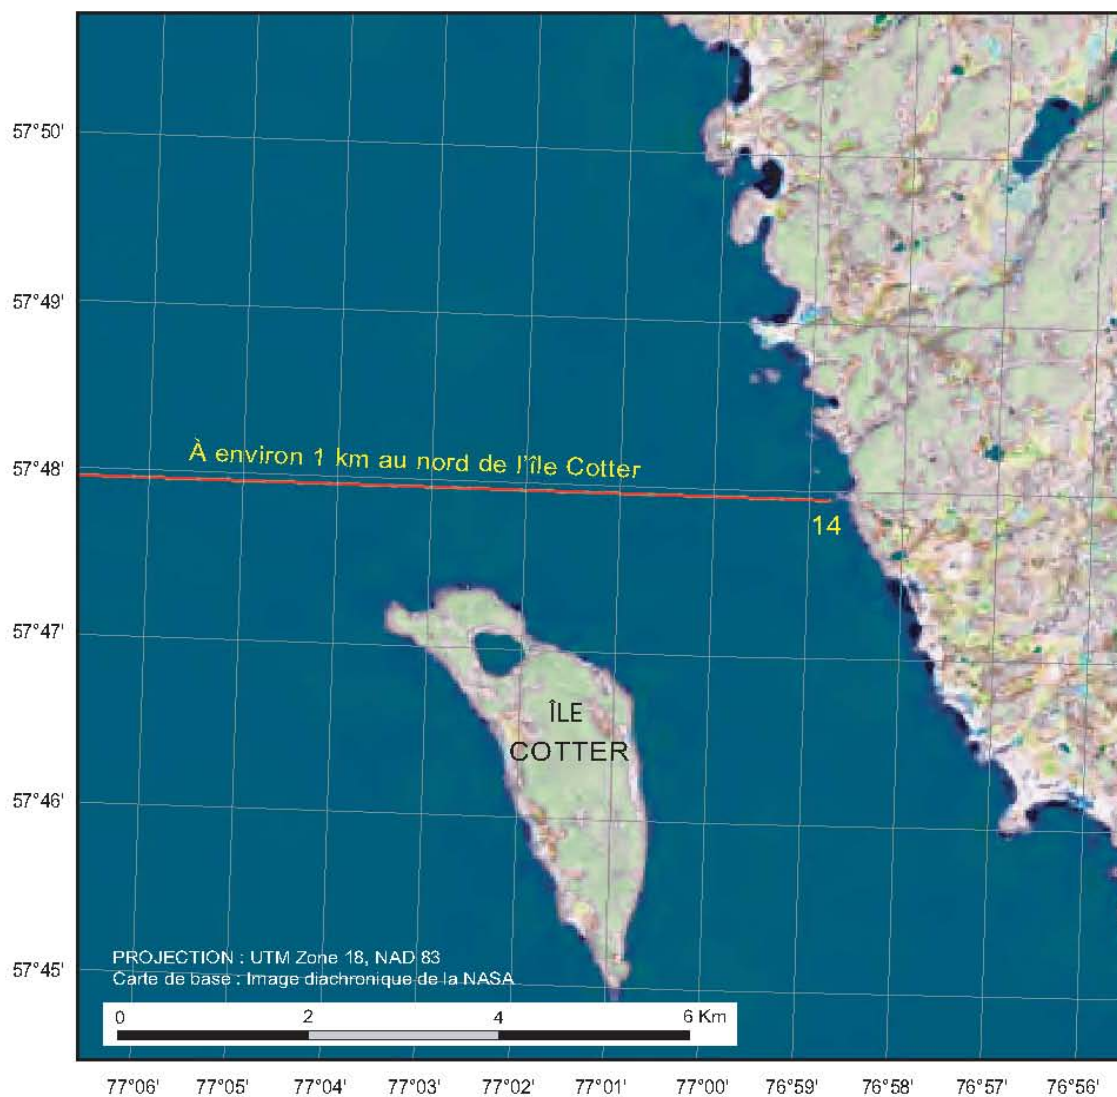 57°50'
57°49'
57°48'
À environ 1 km au nord de l'île Cotter
14
57°47'
ÎLE
COTTER
57°46'
57°45'
PROJECTION : UTM Zone 18, NAD 83
Carte de base : Image diachronique de la NASA
0 2 4 6 Km
77°06' 77°05' 77°04' 77°03' 77°02' 77°01' 77°00' 76°59' 76°58' 76°57' 76°56'